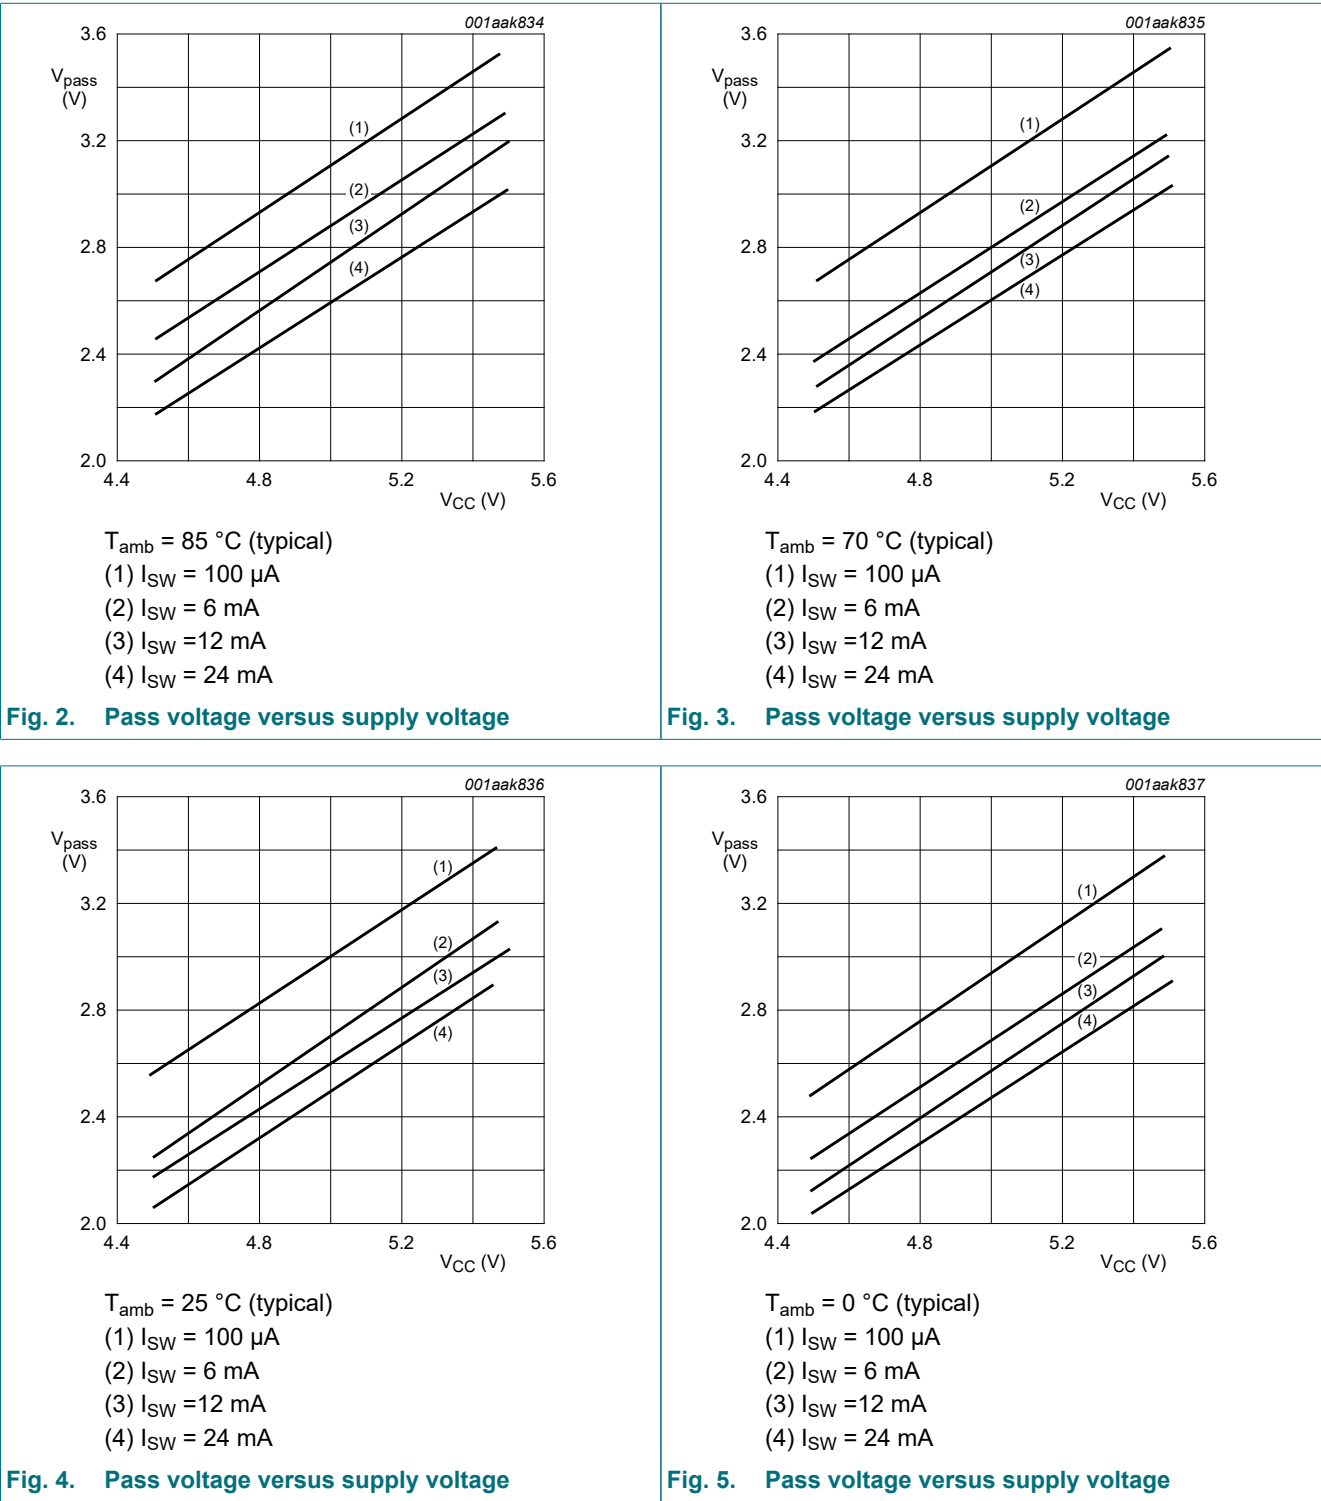 001aak834
3.6
Vpass
(V)
3.2
2.8
2.4
2.0
(1)
(2)
(3)
(4)
4.4 4.8 5.2 5.6
VCC (V)
Tamb = 85 °C (typical)
(1) ISW = 100 µA
(2) ISW = 6 mA
(3) ISW =12 mA
(4) ISW = 24 mA
Fig. 2. Pass voltage versus supply voltage
001aak835
3.6
Vpass
(V)
3.2
2.8
2.4
2.0
(1)
(2)
(3)
(4)
4.4 4.8 5.2 5.6
VCC (V)
Tamb = 70 °C (typical)
(1) ISW = 100 µA
(2) ISW = 6 mA
(3) ISW =12 mA
(4) ISW = 24 mA
Fig. 3. Pass voltage versus supply voltage
001aak836
3.6
Vpass
(V)
3.2
2.8
2.4
2.0
(1)
(2)
(3)
(4)
4.4 4.8 5.2 5.6
VCC (V)
Tamb = 25 °C (typical)
(1) ISW = 100 µA
(2) ISW = 6 mA
(3) ISW =12 mA
(4) ISW = 24 mA
Fig. 4. Pass voltage versus supply voltage
001aak837
3.6
Vpass
(V)
3.2
2.8
2.4
2.0
(1)
(2)
(3)
(4)
4.4 4.8 5.2 5.6
VCC (V)
Tamb = 0 °C (typical)
(1) ISW = 100 µA
(2) ISW = 6 mA
(3) ISW =12 mA
(4) ISW = 24 mA
Fig. 5. Pass voltage versus supply voltage